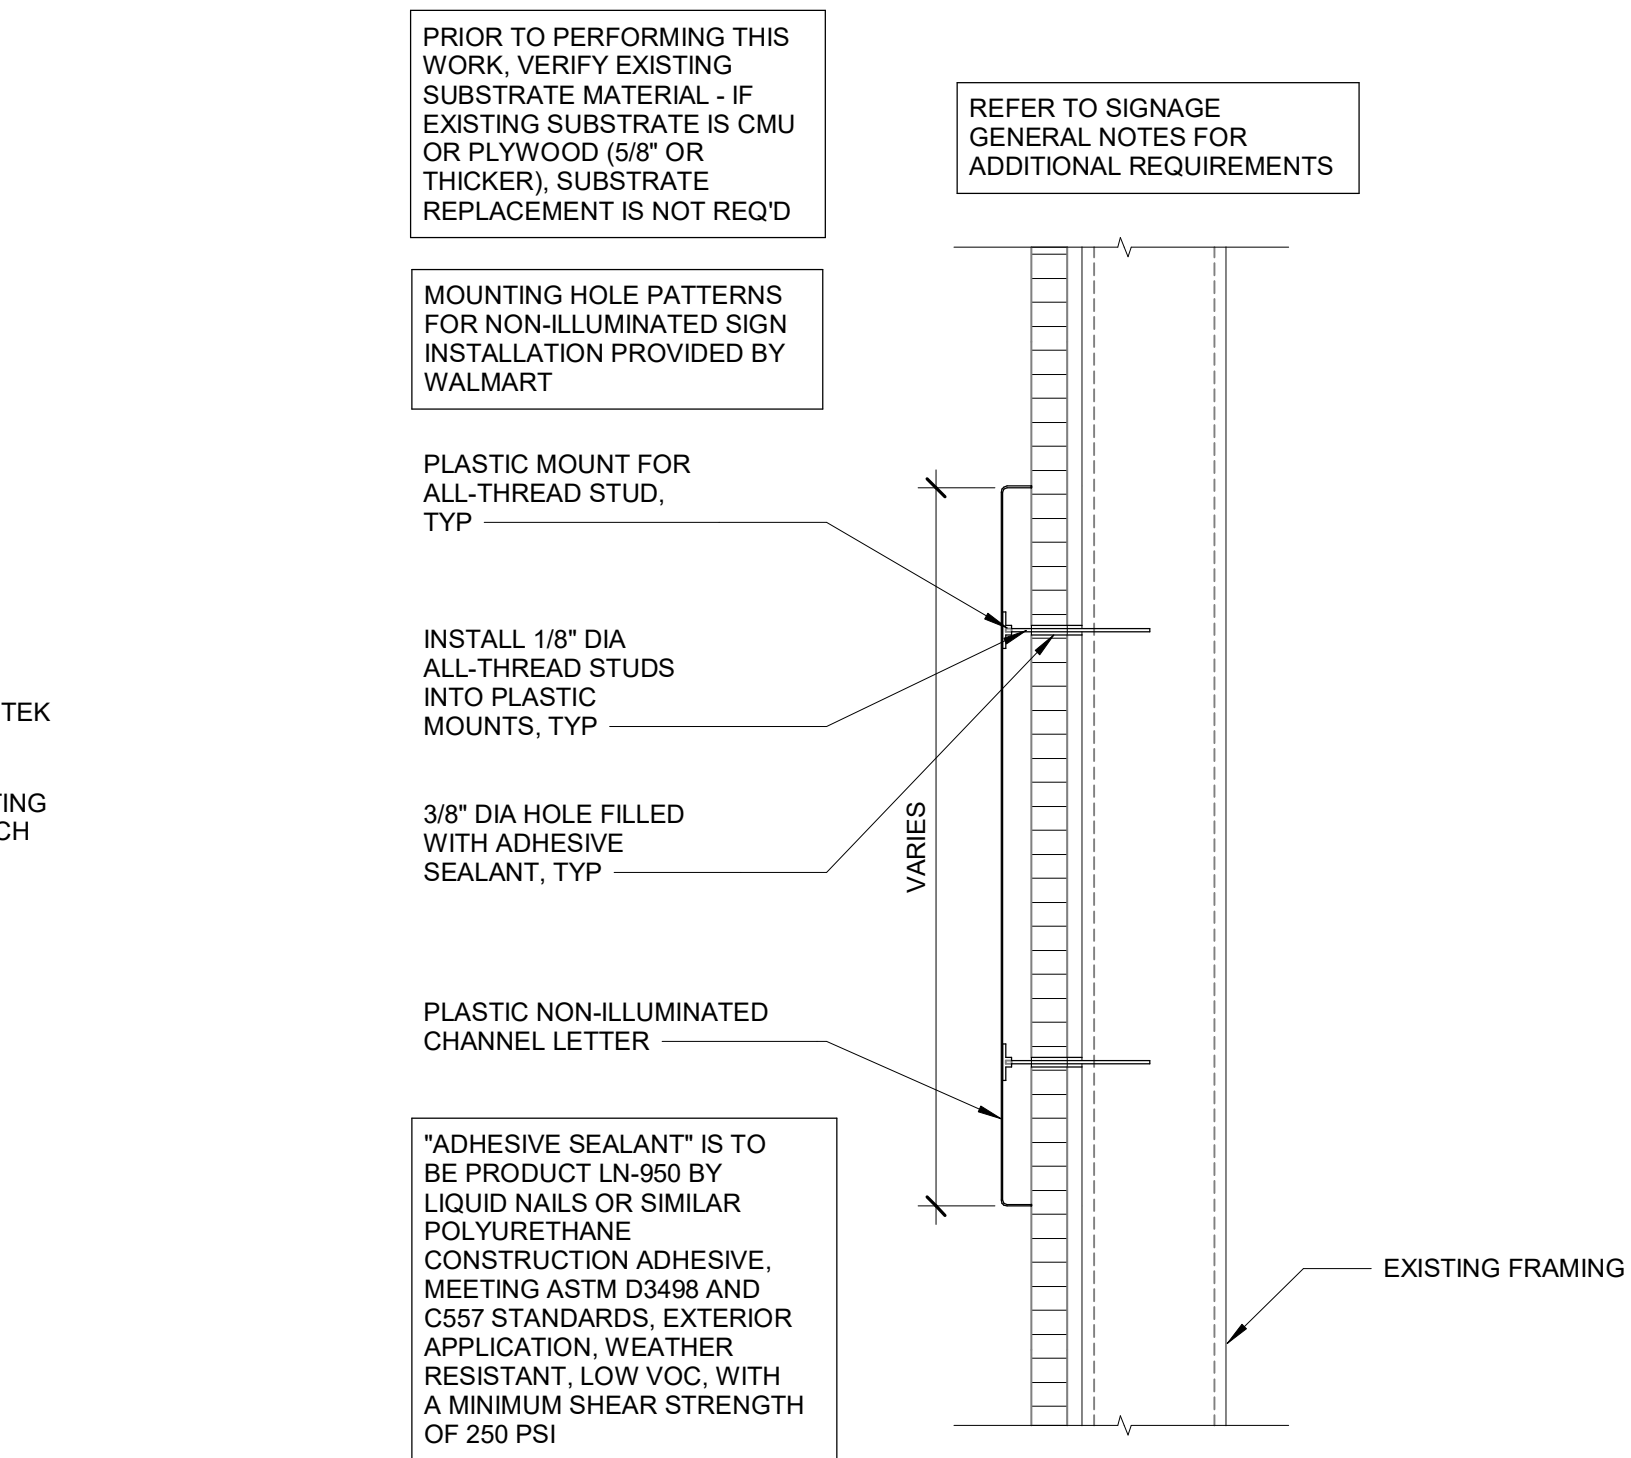 PRIOR TO PERFORMING THIS
WORK, VERIFY EXISTING
SUBSTRATE MATERIAL - IF
EXISTING SUBSTRATE IS CMU
OR PLYWOOD (5/8" OR
THICKER), SUBSTRATE
REPLACEMENT IS NOT REQ'D
REFER TO SIGNAGE
GENERAL NOTES FOR
ADDITIONAL REQUIREMENTS
MOUNTING HOLE PATTERNS
FOR NON-ILLUMINATED SIGN
INSTALLATION PROVIDED BY
WALMART
PLASTIC MOUNT FOR
ALL-THREAD STUD,
TYP
INSTALL 1/8" DIA
ALL-THREAD STUDS
INTO PLASTIC
MOUNTS, TYP
TEK
TING
CH
3/8" DIA HOLE FILLED
WITH ADHESIVE
SEALANT, TYP
VARIES
PLASTIC NON-ILLUMINATED
CHANNEL LETTER
"ADHESIVE SEALANT" IS TO
BE PRODUCT LN-950 BY
LIQUID NAILS OR SIMILAR
POLYURETHANE
CONSTRUCTION ADHESIVE,
MEETING ASTM D3498 AND
C557 STANDARDS, EXTERIOR
APPLICATION, WEATHER
RESISTANT, LOW VOC, WITH
A MINIMUM SHEAR STRENGTH
OF 250 PSI
EXISTING FRAMING